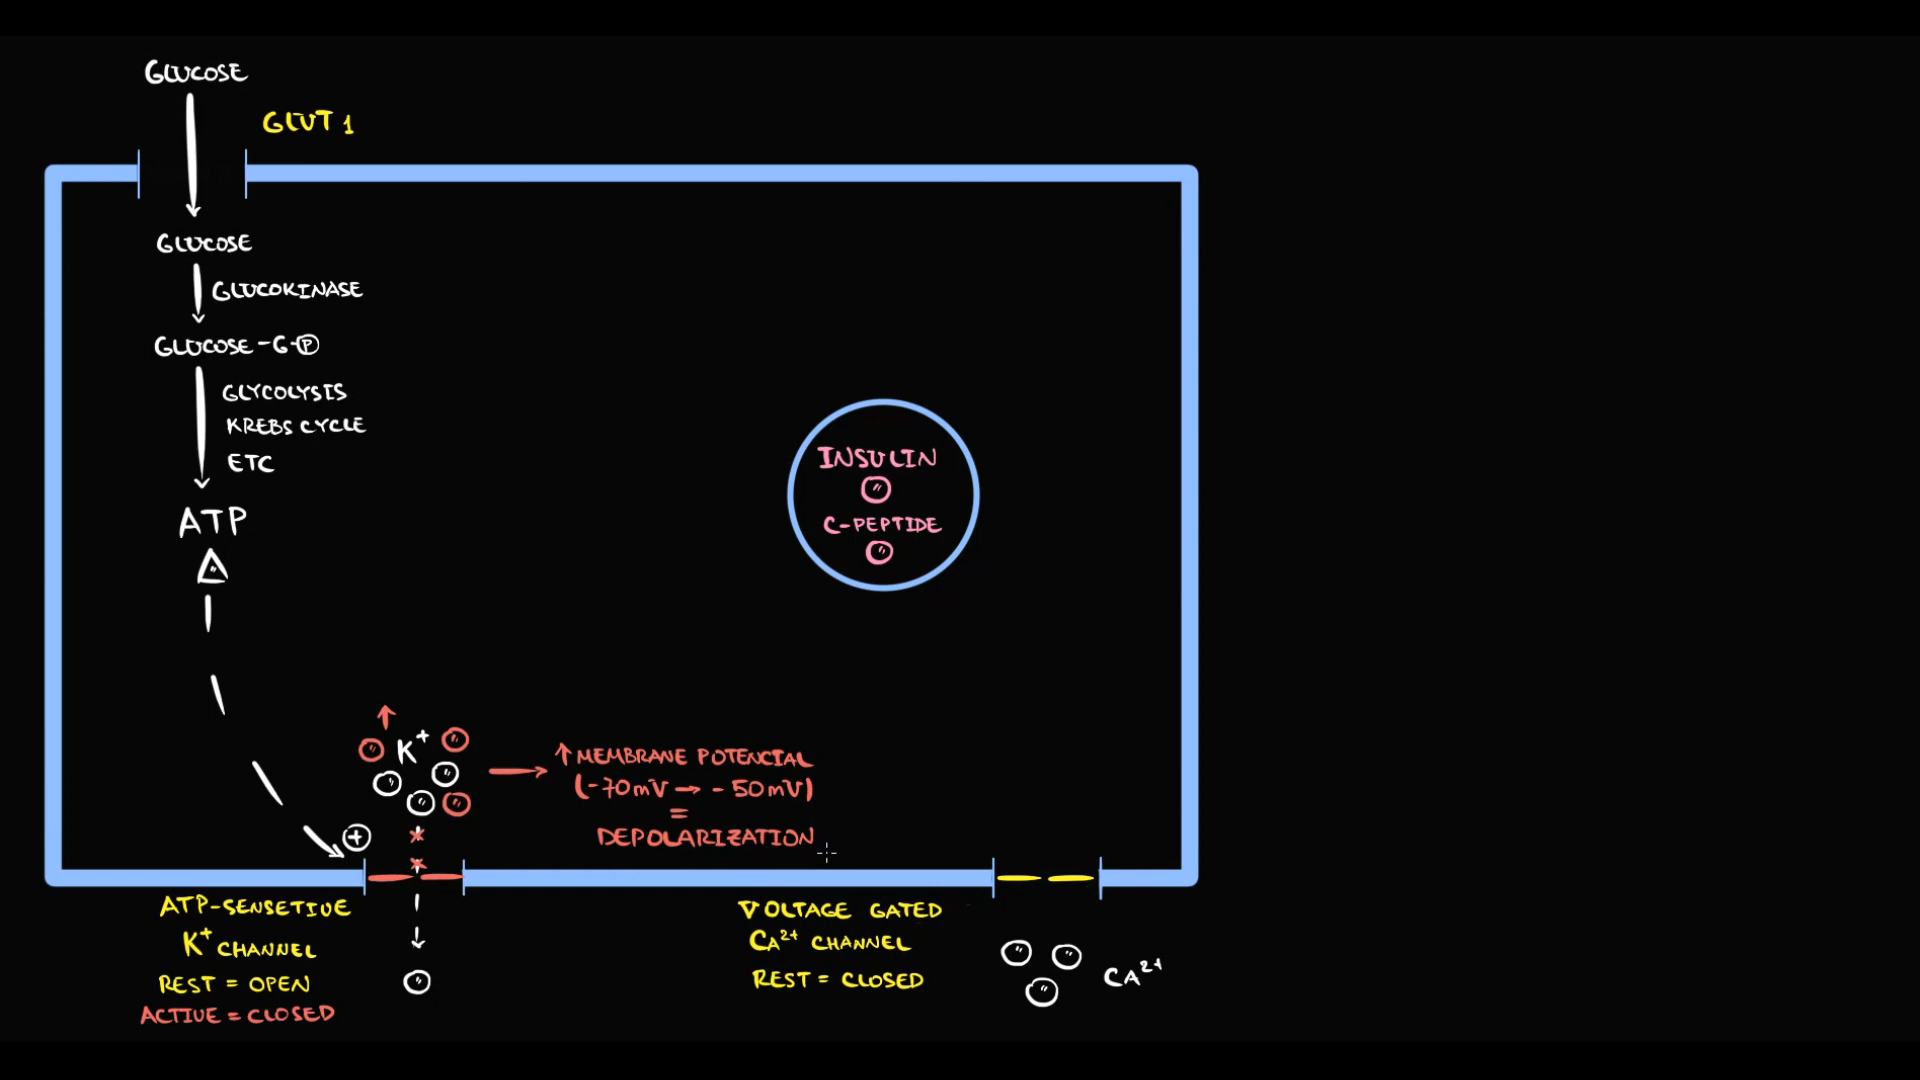 GLUCOSE
GLUT 1
GLUCOSE
GLUCOKINASE
GLUCOSE-6-P
GLYCOLYSIS
KREBS CYCLE
ETC
ATP
INSULIN
C-PEPTIDE
K+
↑ MEMBRANE POTENCIAL
(-70mV → -50mV)
=
DEPOLARIZATION
+
ATP-SENSETIVE
K+ CHANNEL
REST = OPEN
ACTIVE = CLOSED
VOLTAGE GATED
CA2+ CHANNEL
REST = CLOSED
CA2+